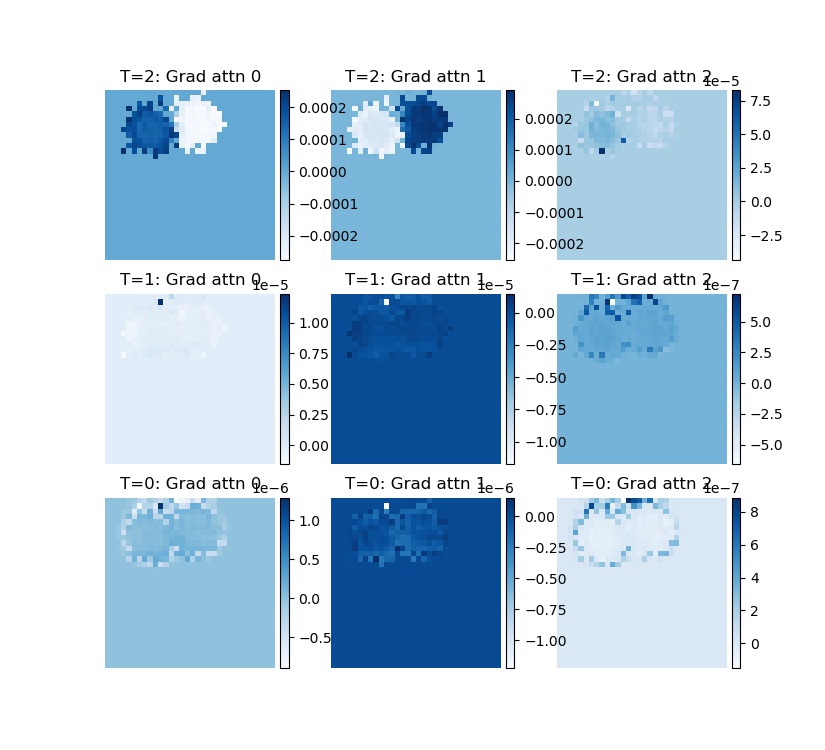 T=2: Grad attn 0
0.0002
0.0001
0.0000
−0.0001
−0.0002
T=2: Grad attn 1
0.0002
0.0001
0.0000
−0.0001
−0.0002
T=2: Grad attn 2
1e−5
7.5
5.0
2.5
0.0
−2.5
T=1: Grad attn 0
1e−5
1.00
0.75
0.50
0.25
0.00
T=1: Grad attn 1
1e−5
0.00
−0.25
−0.50
−0.75
−1.00
T=1: Grad attn 2
1e−7
5.0
2.5
0.0
−2.5
−5.0
T=0: Grad attn 0
1e−6
1.0
0.5
0.0
−0.5
T=0: Grad attn 1
1e−6
0.00
−0.25
−0.50
−0.75
−1.00
T=0: Grad attn 2
1e−7
8
6
4
2
0